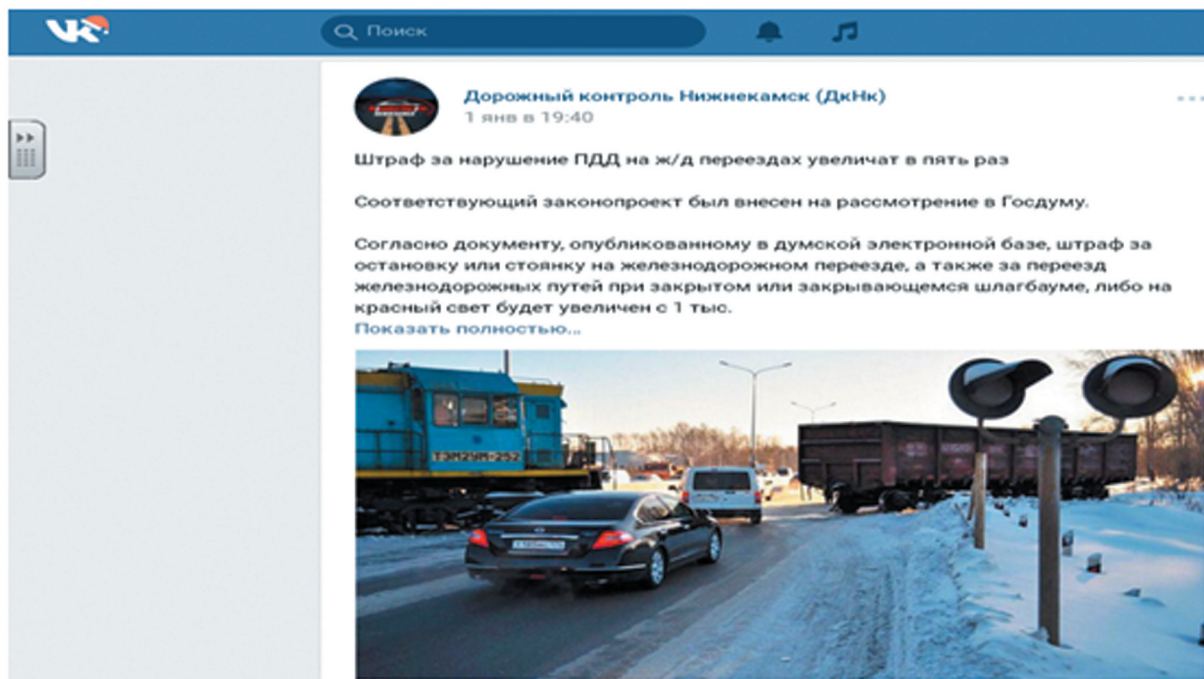 Поиск
Дорожный контроль Нижнекамск (ДкНк)
1 янв в 19:40
Штраф за нарушение ПДД на ж/д переездах увеличат в пять раз
Соответствующий законопроект был внесен на рассмотрение в Госдуму.
Согласно документу, опубликованному в думской электронной базе, штраф за
остановку или стоянку на железнодорожном переезде, а также за переезд
железнодорожных путей при закрытом или закрывающемся шлагбауме, либо на
красный свет будет увеличен с 1 тыс.
Показать полностью...
ТЭМ2УМ-252